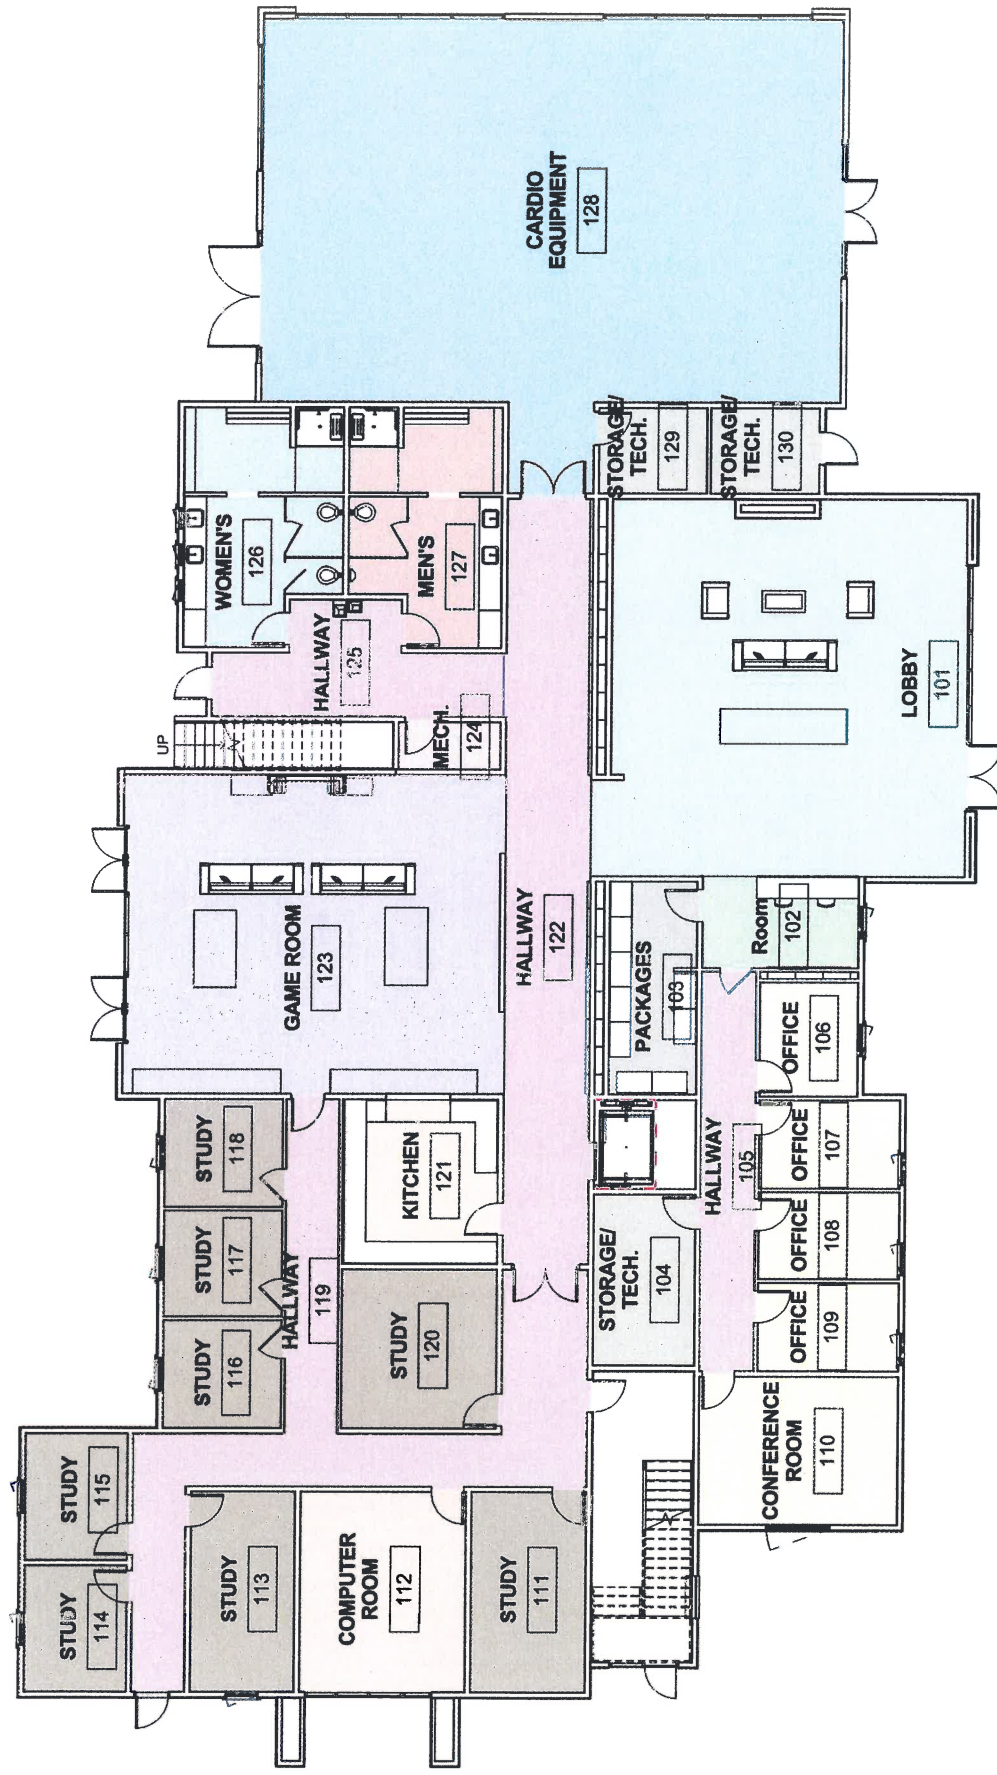 STUDY
114
STUDY
115
STUDY
113
COMPUTER
ROOM
112
STUDY
111
STUDY
116
STUDY
117
STUDY
118
HALLWAY
119
STUDY
120
KITCHEN
121
GAME ROOM
123
UP
MECH.
124
HALLWAY
125
WOMEN'S
126
MEN'S
127
HALLWAY
122
CARDIO
EQUIPMENT
128
STORAGE/
TECH.
129
STORAGE/
TECH.
130
STORAGE/
TECH.
104
PACKAGES
103
Room
102
LOBBY
101
HALLWAY
105
CONFERENCE
ROOM
110
OFFICE
109
OFFICE
108
OFFICE
107
OFFICE
106